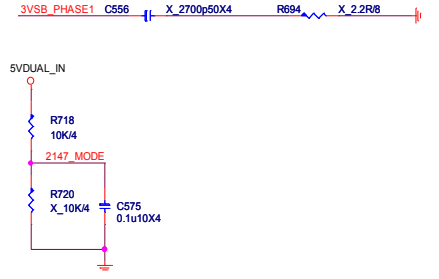 3VSB_PHASE1 C556 X_2700p50X4 R694 X_2.2R/8
5VDUAL_IN
R718
10K/4
2147_MODE
R720
X_10K/4
C575
0.1u10X4